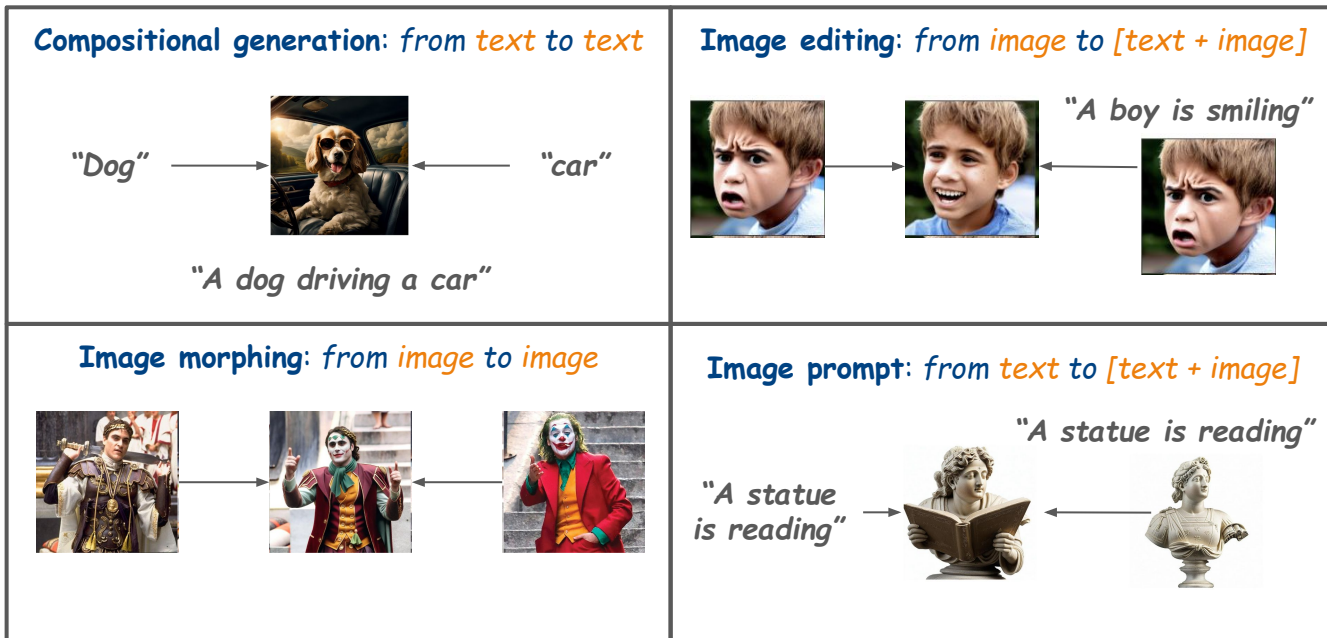 Compositional generation: from text to text
“Dog”
“car”
“A dog driving a car”
Image editing: from image to [text + image]
“A boy is smiling”
Image morphing: from image to image
Image prompt: from text to [text + image]
“A statue is reading”
“A statue
is reading”